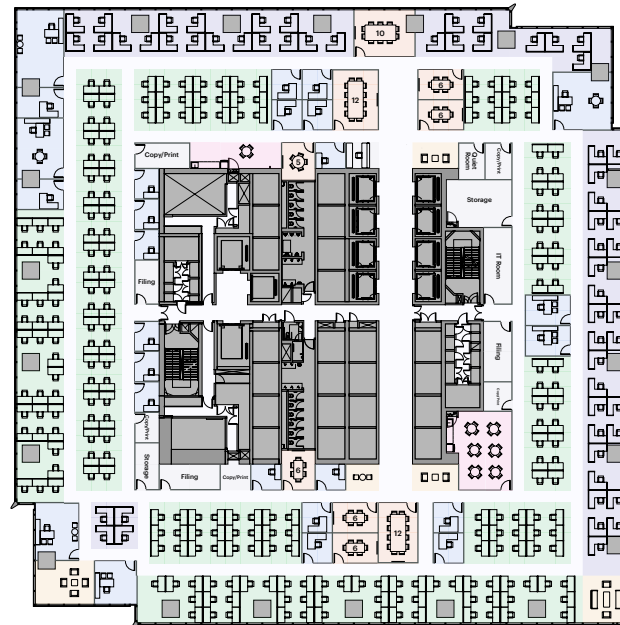 10
12
6
6
Copy/Print
5
Quiet
Room
Copy/Print
Storage
IT Room
Filing
Filing
Copy/Print
Copy/Print
Storage
Filing
Copy/Print
6
6
6
12